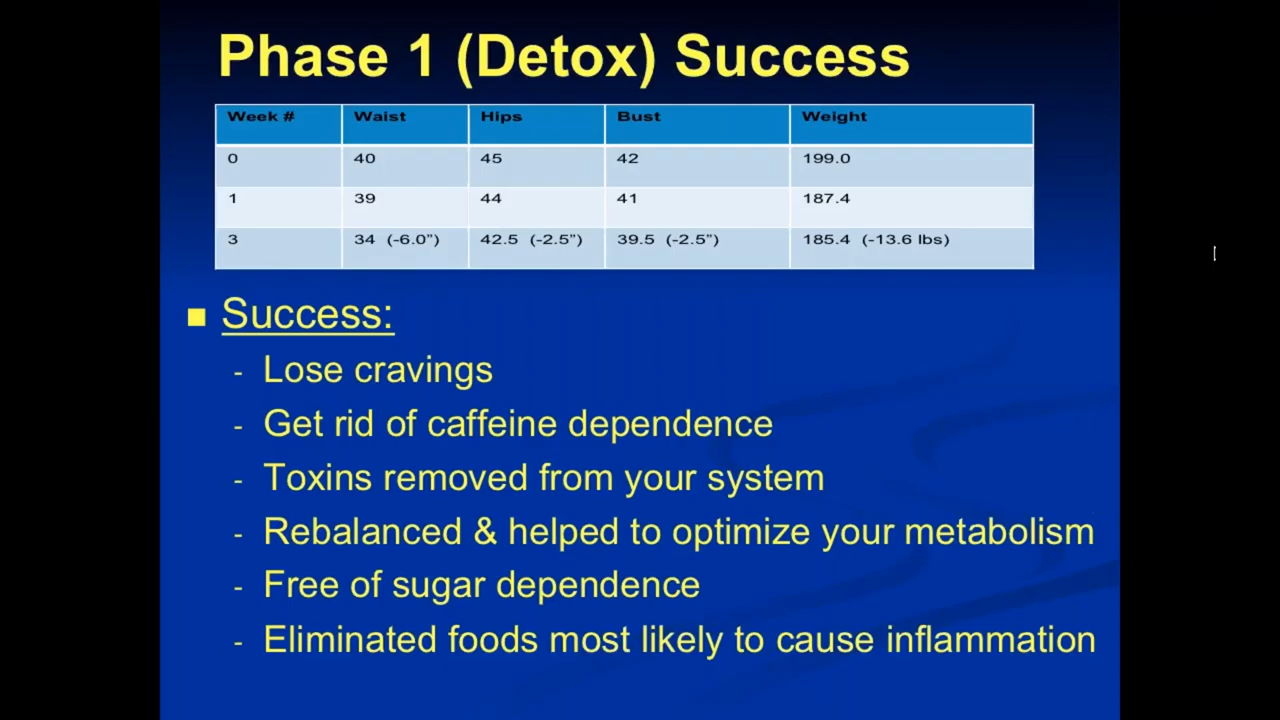 Phase 1 (Detox) Success
Week # Waist Hips Bust Weight
0 40 45 42 199.0
1 39 44 41 187.4
3 34 (-6.0”) 42.5 (-2.5”) 39.5 (-2.5”) 185.4 (-13.6 lbs)
■ Success:
- Lose cravings
- Get rid of caffeine dependence
- Toxins removed from your system
- Rebalanced & helped to optimize your metabolism
- Free of sugar dependence
- Eliminated foods most likely to cause inflammation